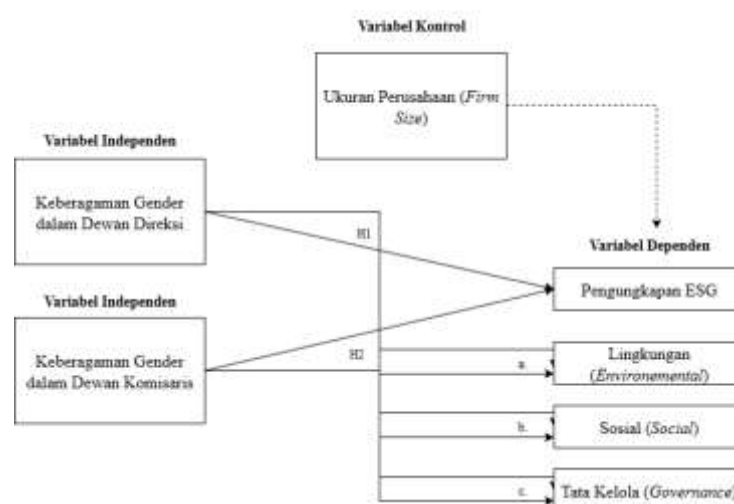 Variabel Kontrol
Ukuran Perusahaan (Firm
Size)
Variabel Independen
Keberagaman Gender
dalam Dewan Direksi
H1
Variabel Dependen
Pengungkapan ESG
Variabel Independen
Keberagaman Gender
dalam Dewan Komisaris
H2
a.
Lingkungan
(Environemental)
b.
Sosial (Social)
c.
Tata Kelola (Governance)